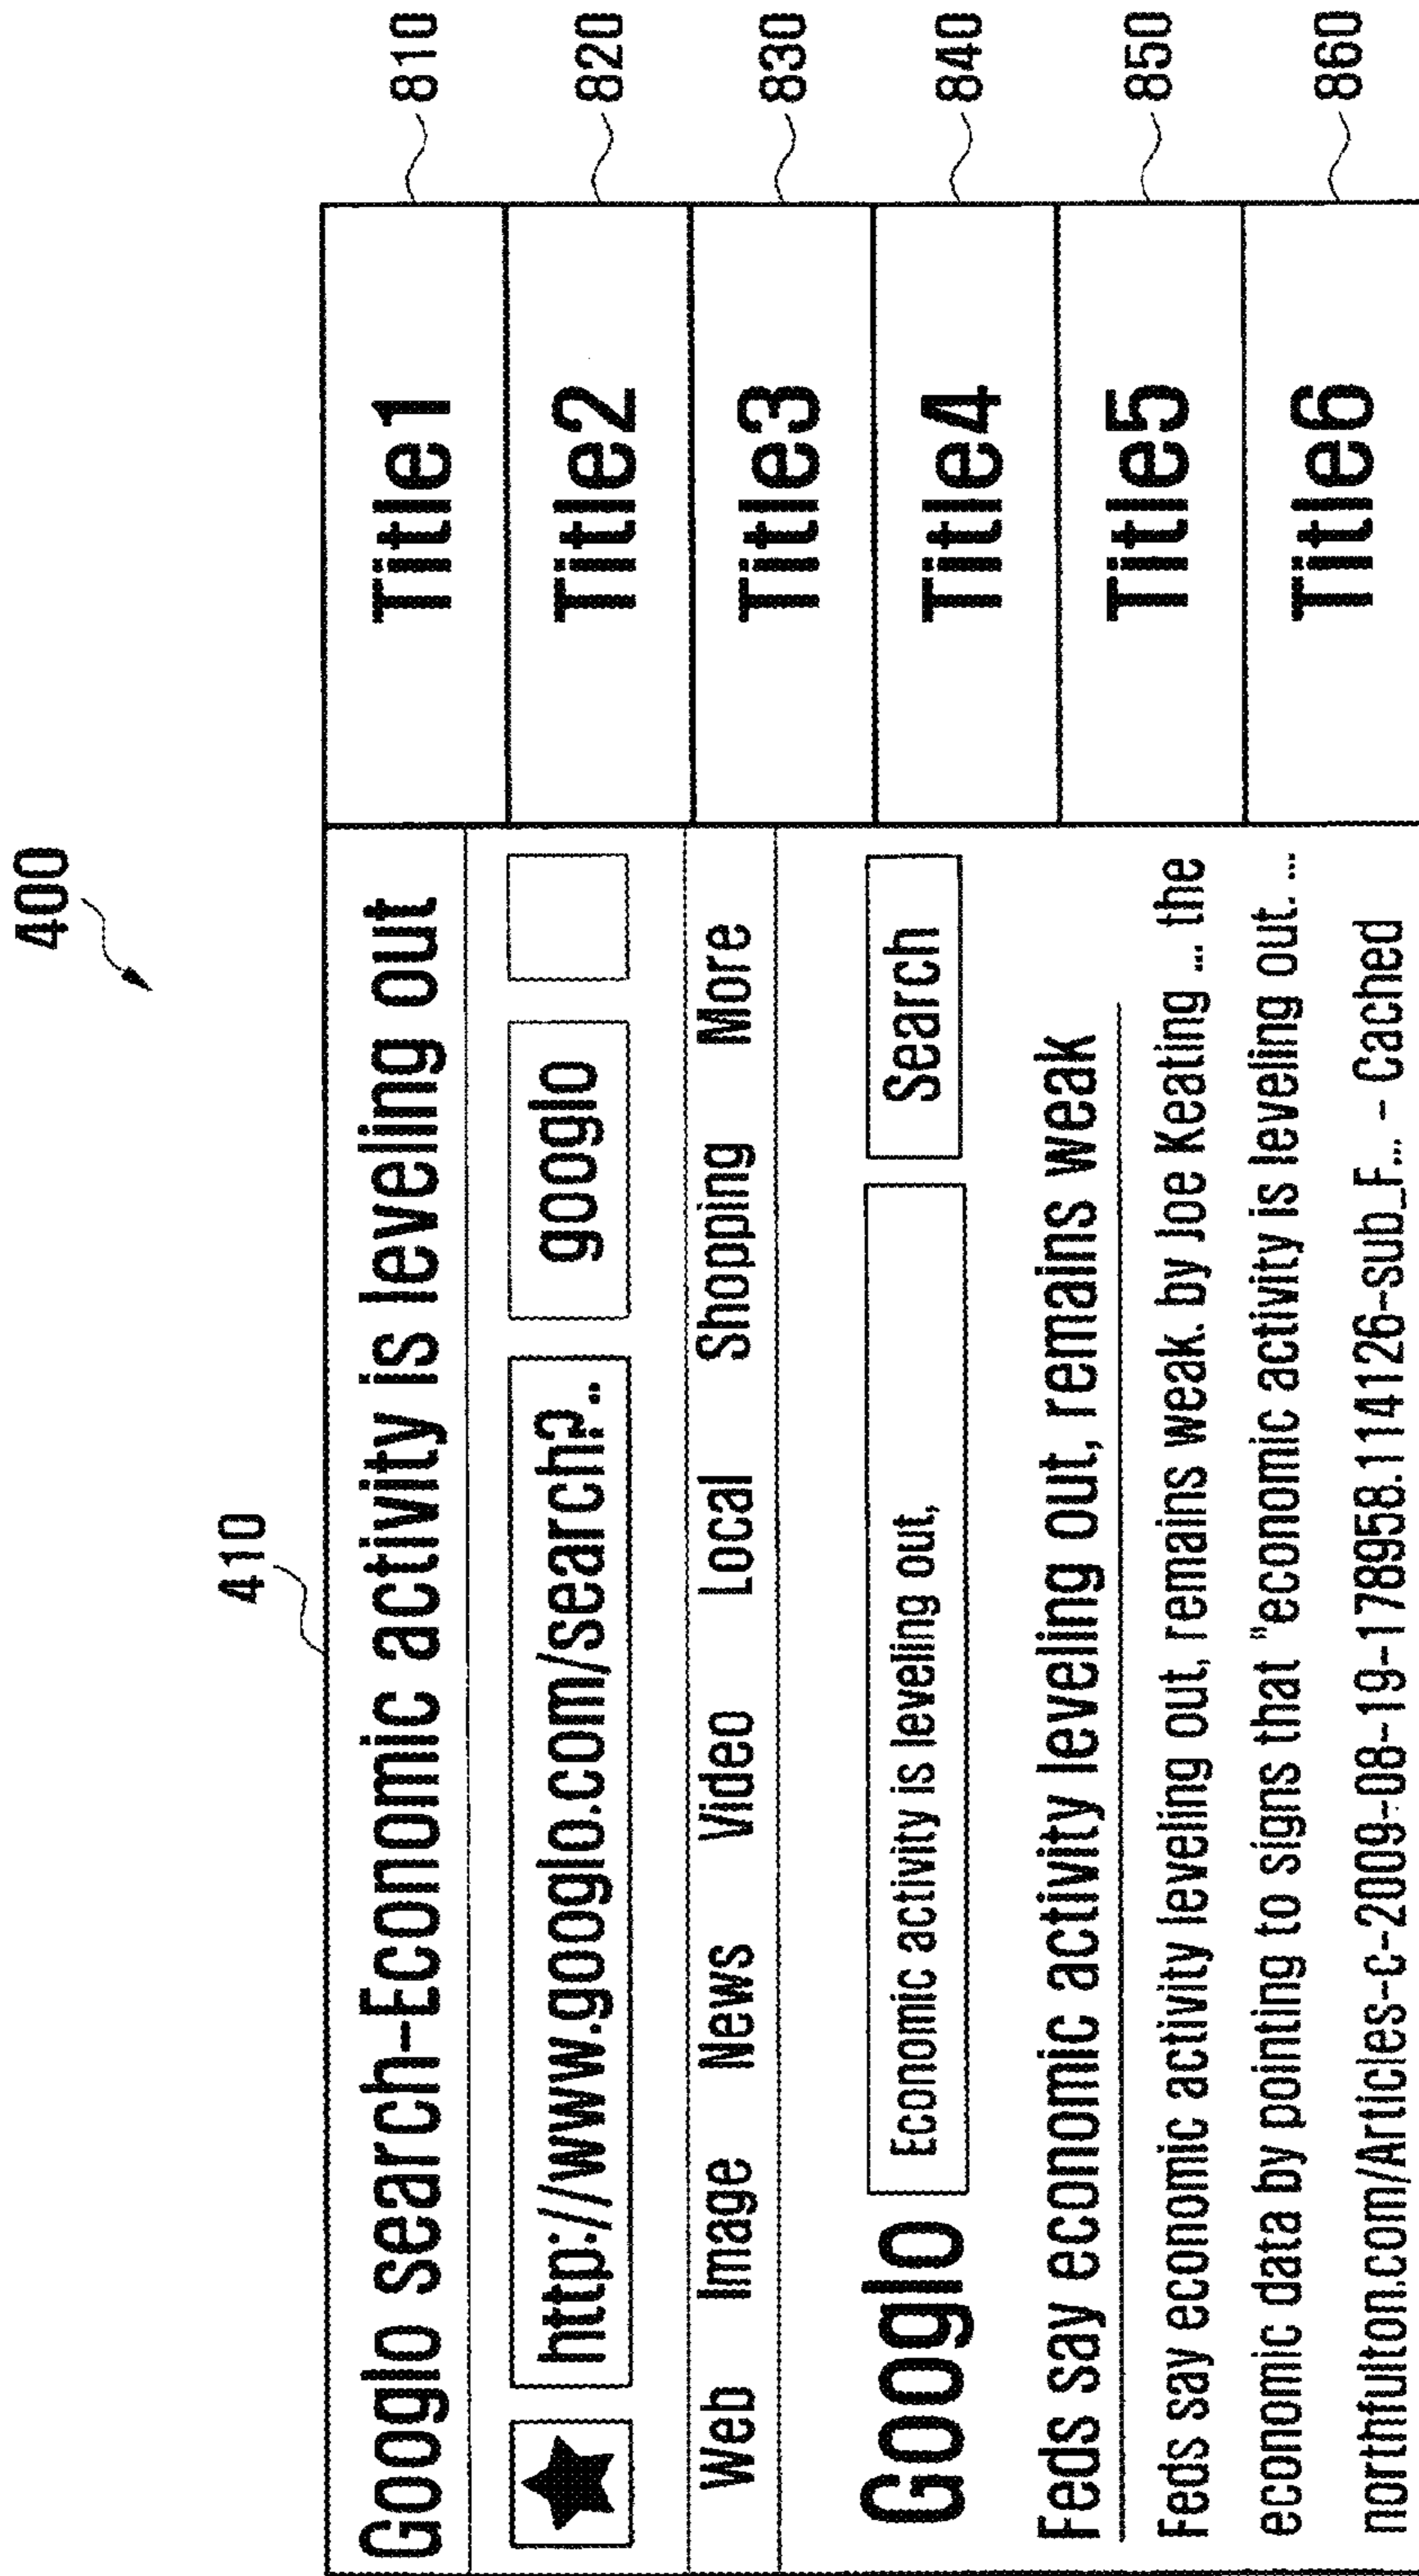 400
410
Googlo search-Economic activity is leveling out
http://www.googlo.com/search?..
googlo
Web Image News Video Local Shopping More
Googlo
Economic activity is leveling out,
Search
Feds say economic activity leveling out, remains weak
Feds say economic activity leveling out, remains weak. by Joe Keating ... the
economic data by pointing to signs that "economic activity is leveling out. ...
northfulton.com/Articles-c-2009-08-19-178958.114126-sub_F... - Cached
Title1
810
Title2
820
Title3
830
Title4
840
Title5
850
Title6
860